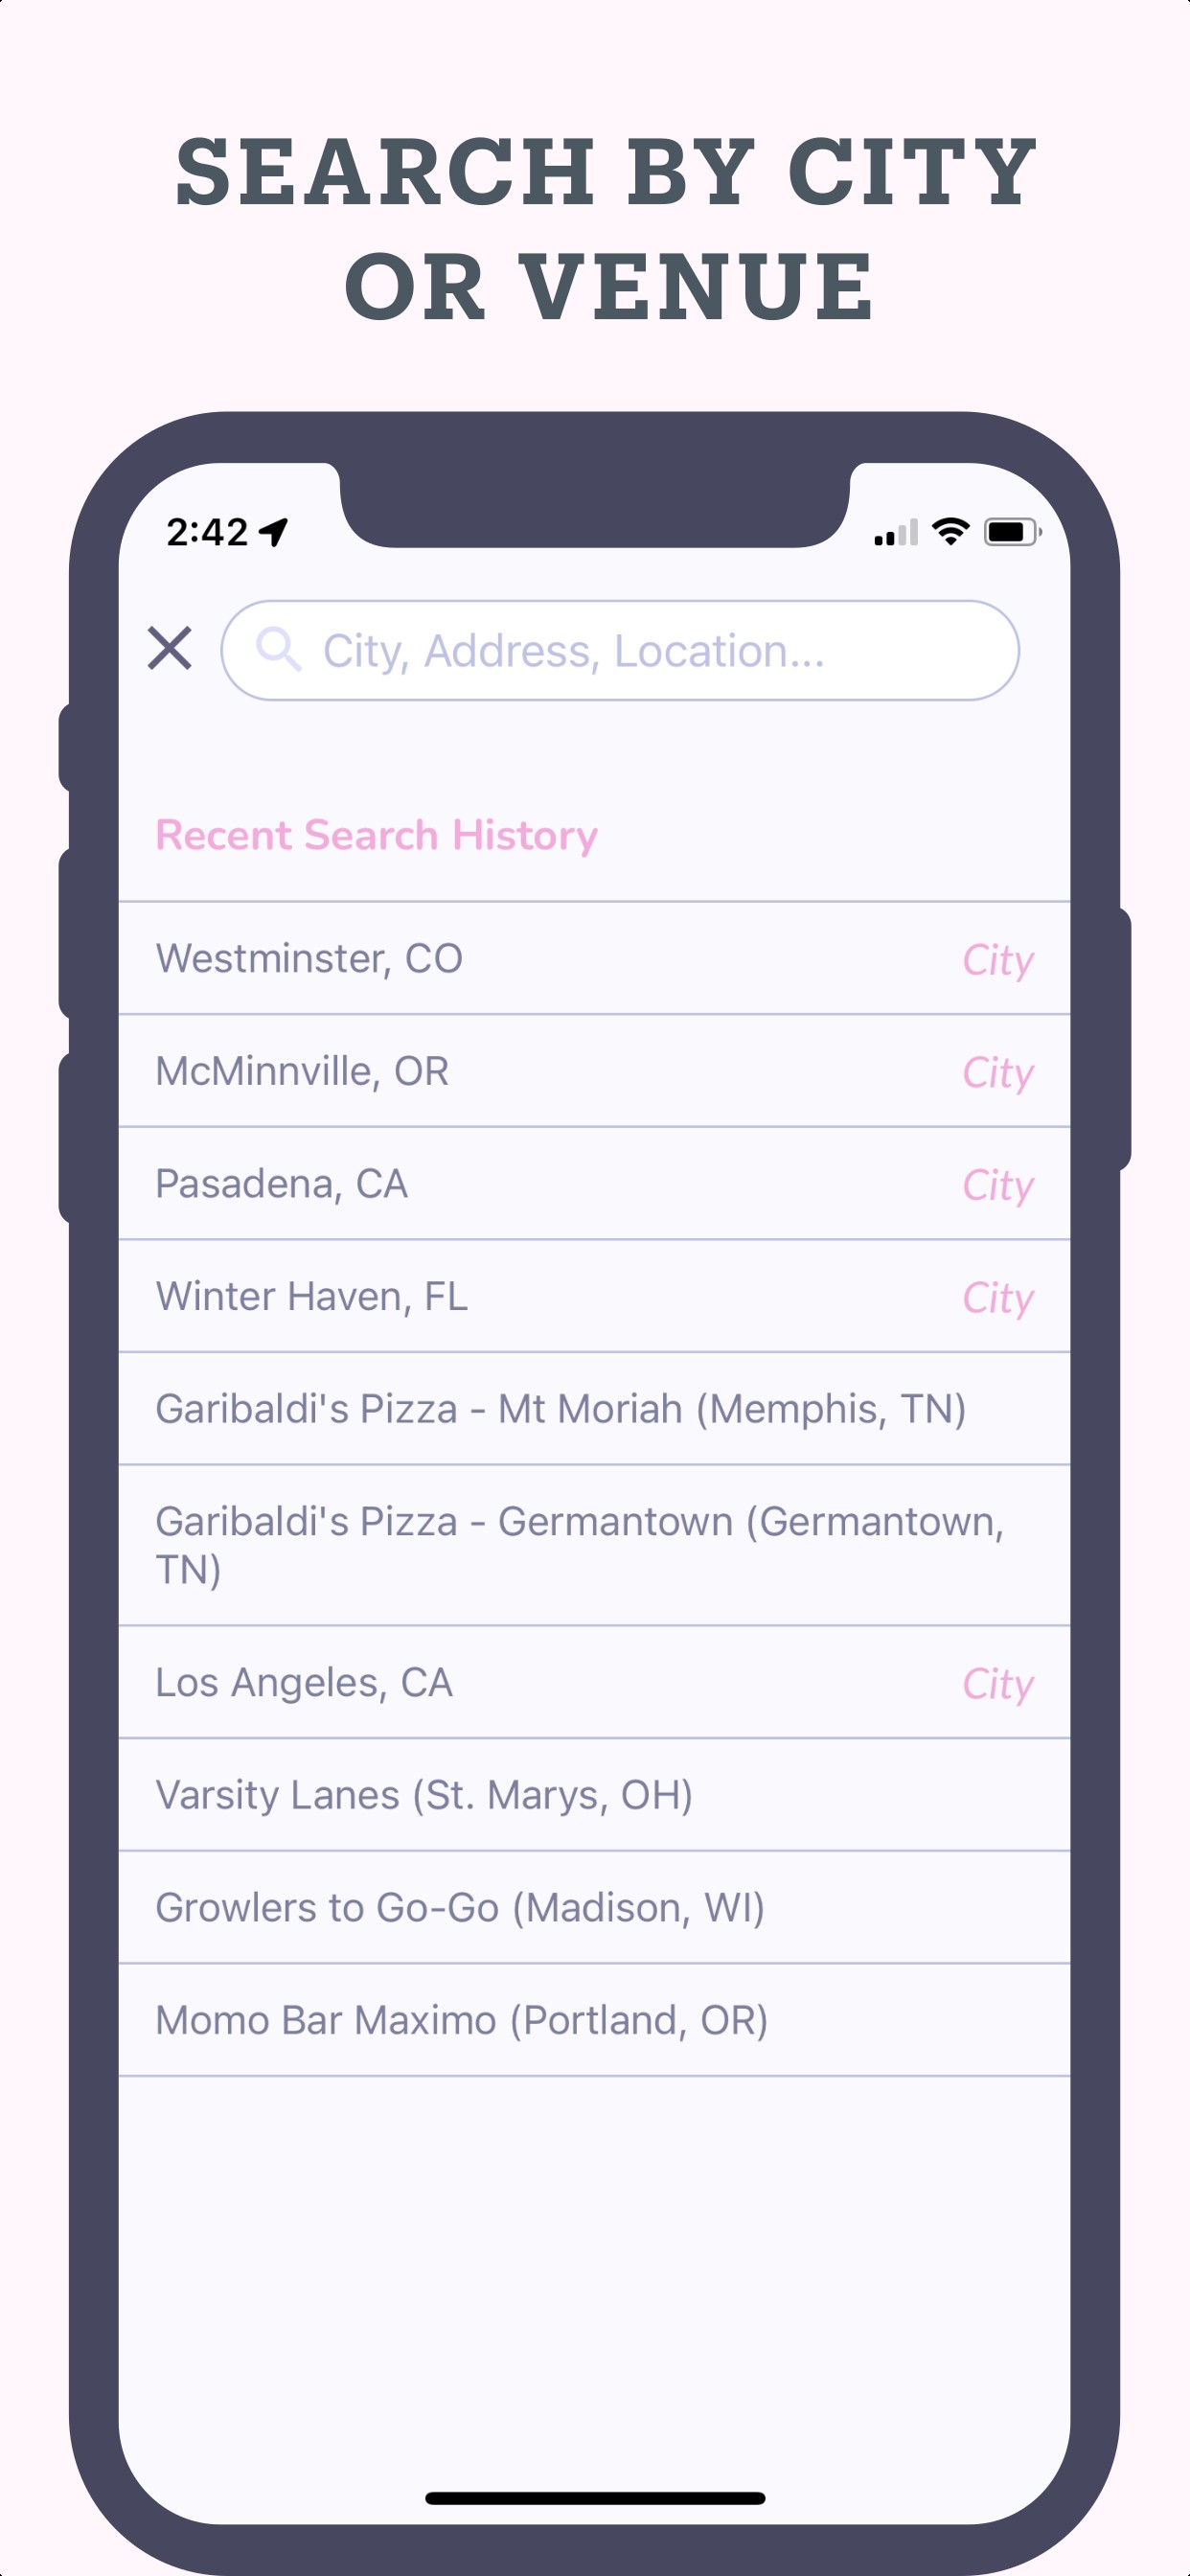 SEARCH BY CITY
OR VENUE
2:42
City, Address, Location...
Recent Search History
Westminster, CO City
McMinnville, OR City
Pasadena, CA City
Winter Haven, FL City
Garibaldi's Pizza - Mt Moriah (Memphis, TN)
Garibaldi's Pizza - Germantown (Germantown,
TN)
Los Angeles, CA City
Varsity Lanes (St. Marys, OH)
Growlers to Go-Go (Madison, WI)
Momo Bar Maximo (Portland, OR)